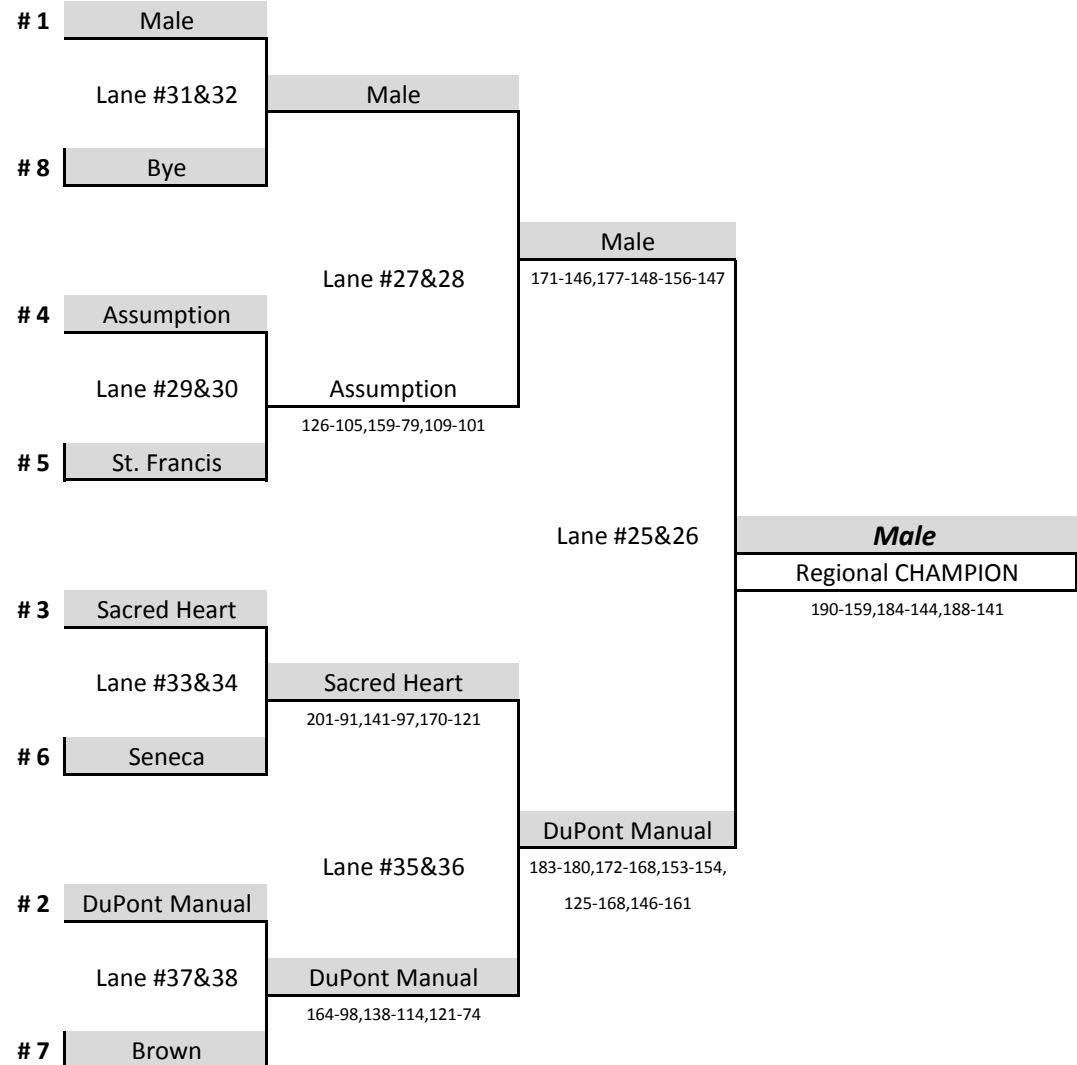 # 1 Male
Lane #31&32 Male
# 8 Bye
Male
Lane #27&28 171-146,177-148-156-147
# 4 Assumption
Lane #29&30 Assumption
126-105,159-79,109-101
# 5 St. Francis
Lane #25&26 Male
Regional CHAMPION
# 3 Sacred Heart 190-159,184-144,188-141
Lane #33&34 Sacred Heart
201-91,141-97,170-121
# 6 Seneca
DuPont Manual
Lane #35&36 183-180,172-168,153-154,
# 2 DuPont Manual 125-168,146-161
Lane #37&38 DuPont Manual
164-98,138-114,121-74
# 7 Brown